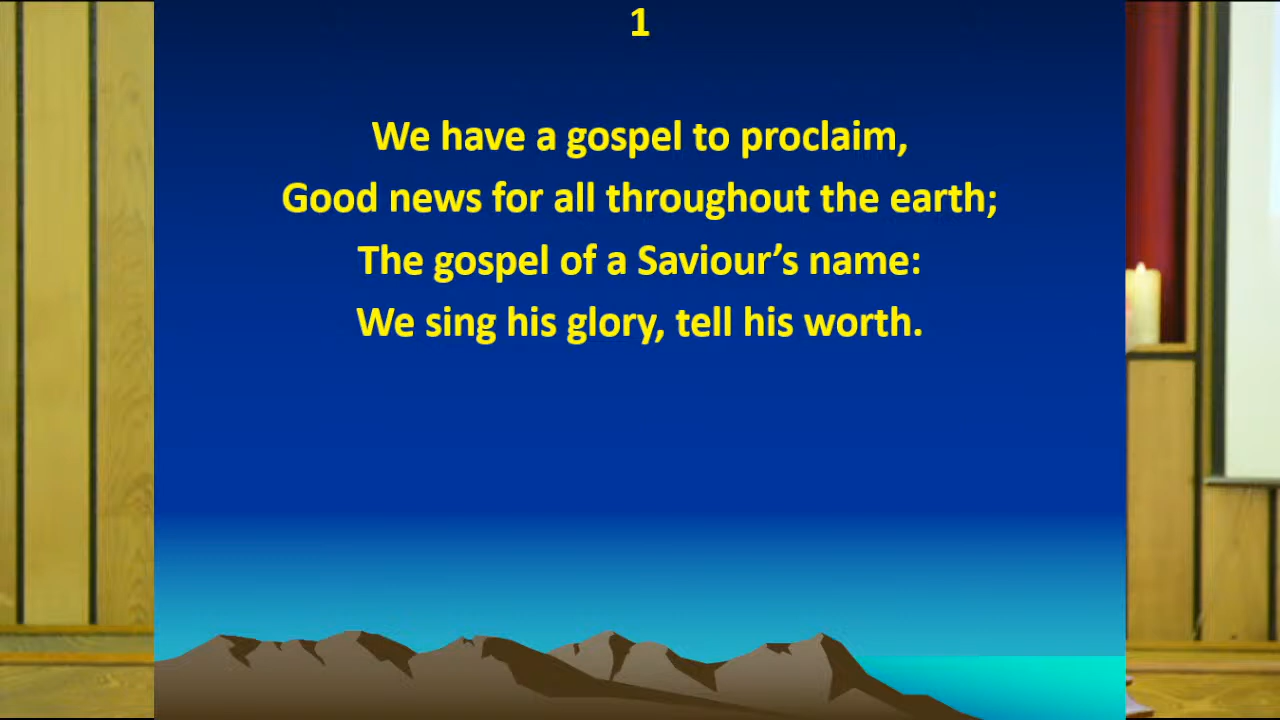 1
We have a gospel to proclaim,
Good news for all throughout the earth;
The gospel of a Saviour’s name:
We sing his glory, tell his worth.